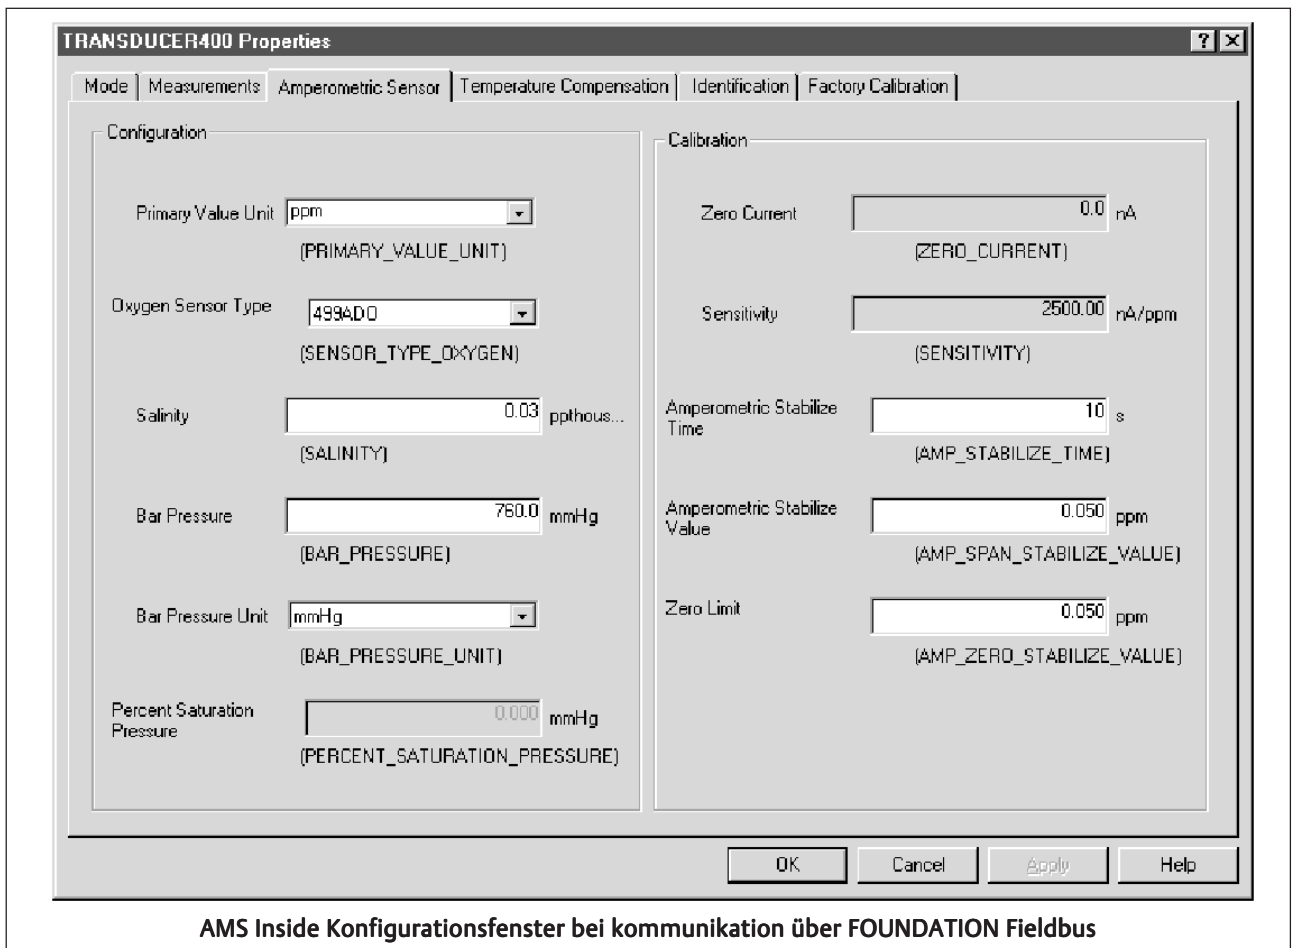 TRANSDUCER400 Properties
Mode Measurements Amperometric Sensor Temperature Compensation Identification Factory Calibration
Configuration
Primary Value Unit ppm
(PRIMARY_VALUE_UNIT)
Oxygen Sensor Type 499ADO
(SENSOR_TYPE_OXYGEN)
Salinity 0.03 ppthous...
(SALINITY)
Bar Pressure 760.0 mmHg
(BAR_PRESSURE)
Bar Pressure Unit mmHg
(BAR_PRESSURE_UNIT)
Percent Saturation
Pressure
0.000 mmHg
(PERCENT_SATURATION_PRESSURE)
Calibration
Zero Current 0.0 nA
(ZERO_CURRENT)
Sensitivity 2500.00 nA/ppm
(SENSITIVITY)
Amperometric Stabilize
Time
10 s
(AMP_STABILIZE_TIME)
Amperometric Stabilize
Value
0.050 ppm
(AMP_SPAN_STABILIZE_VALUE)
Zero Limit 0.050 ppm
(AMP_ZERO_STABILIZE_VALUE)
OK Cancel Apply Help
AMS Inside Konfigurationsfenster bei kommunikation über FOUNDATION Fieldbus